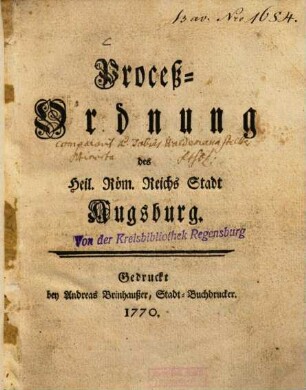 Bav. No 1684.
C
Proceß-
Ordnung
des
Heil. Röm. Reichs Stadt
Augsburg.
Von der Kreisbibliothek Regensburg
Gedruckt
bey Andreas Brinhaußer, Stadt-Buchdrucker.
1770.